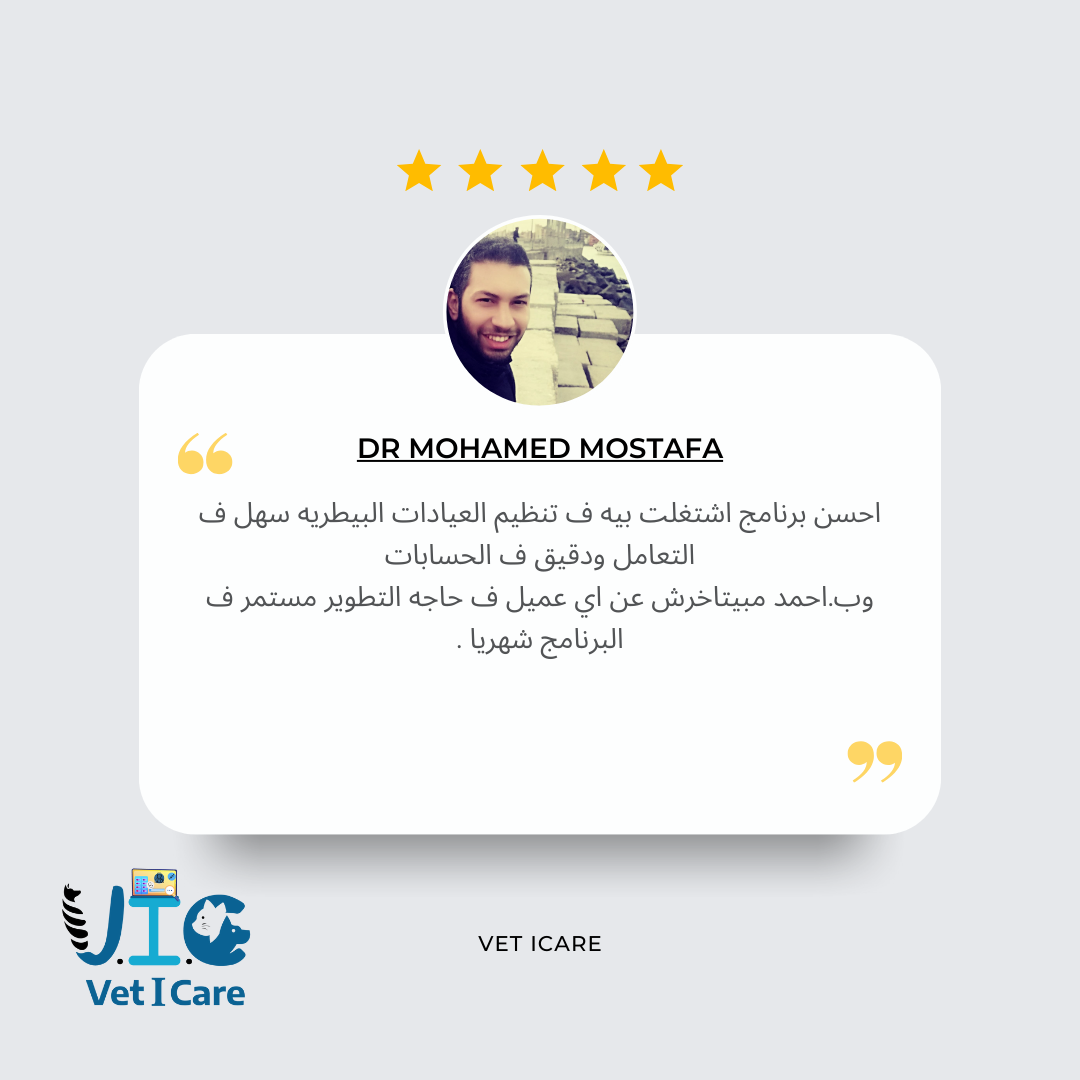 DR MOHAMED MOSTAFA
احسن برنامج اشتغلت بيه ف تنظيم العيادات البيطريه سهل ف
التعامل ودقيق ف الحسابات
وب.احمد مبيتاخرش عن اي عميل ف حاجه التطوير مستمر ف
البرنامج شهريا .
V.I.C
Vet I Care
VET ICARE